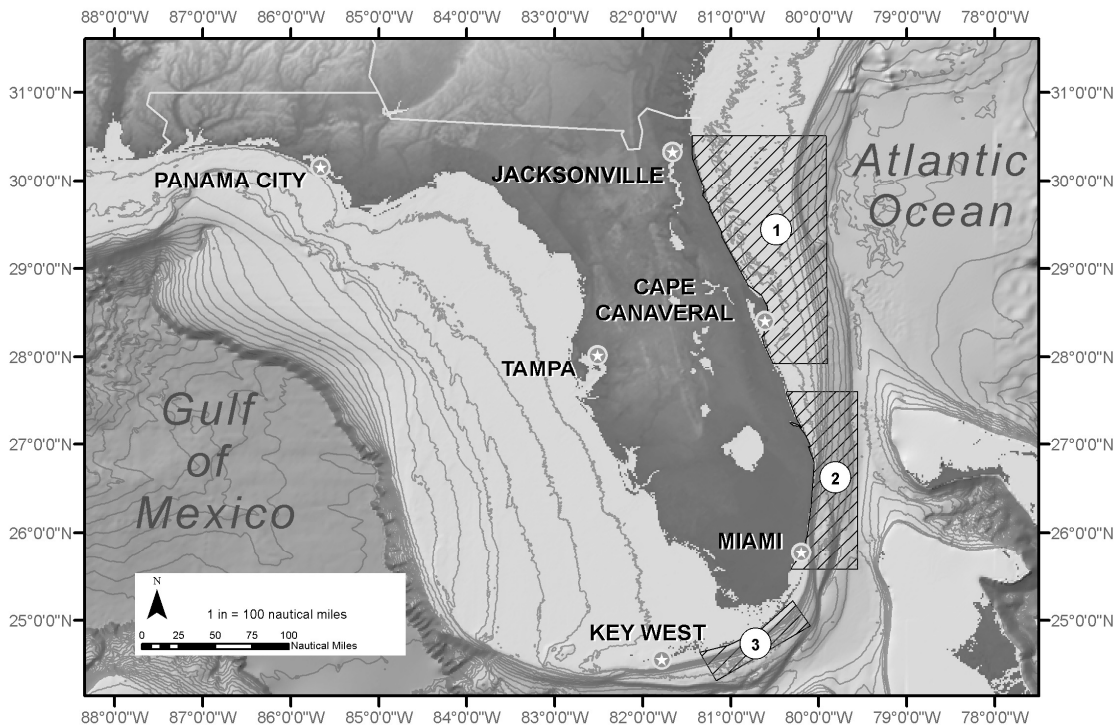 88°0'0"W 87°0'0"W 86°0'0"W 85°0'0"W 84°0'0"W 83°0'0"W 82°0'0"W 81°0'0"W 80°0'0"W 79°0'0"W 78°0'0"W
31°0'0"N 31°0'0"N
JACKSONVILLE
Atlantic
Ocean
PANAMA CITY
30°0'0"N 30°0'0"N
1
29°0'0"N 29°0'0"N
CAPE
CANAVERAL
28°0'0"N 28°0'0"N
TAMPA
Gulf
of
Mexico
27°0'0"N 27°0'0"N
2
26°0'0"N 26°0'0"N
MIAMI
N
1 in = 100 nautical miles
0 25 50 75 100
Nautical Miles
25°0'0"N 25°0'0"N
KEY WEST
3
88°0'0"W 87°0'0"W 86°0'0"W 85°0'0"W 84°0'0"W 83°0'0"W 82°0'0"W 81°0'0"W 80°0'0"W 79°0'0"W 78°0'0"W